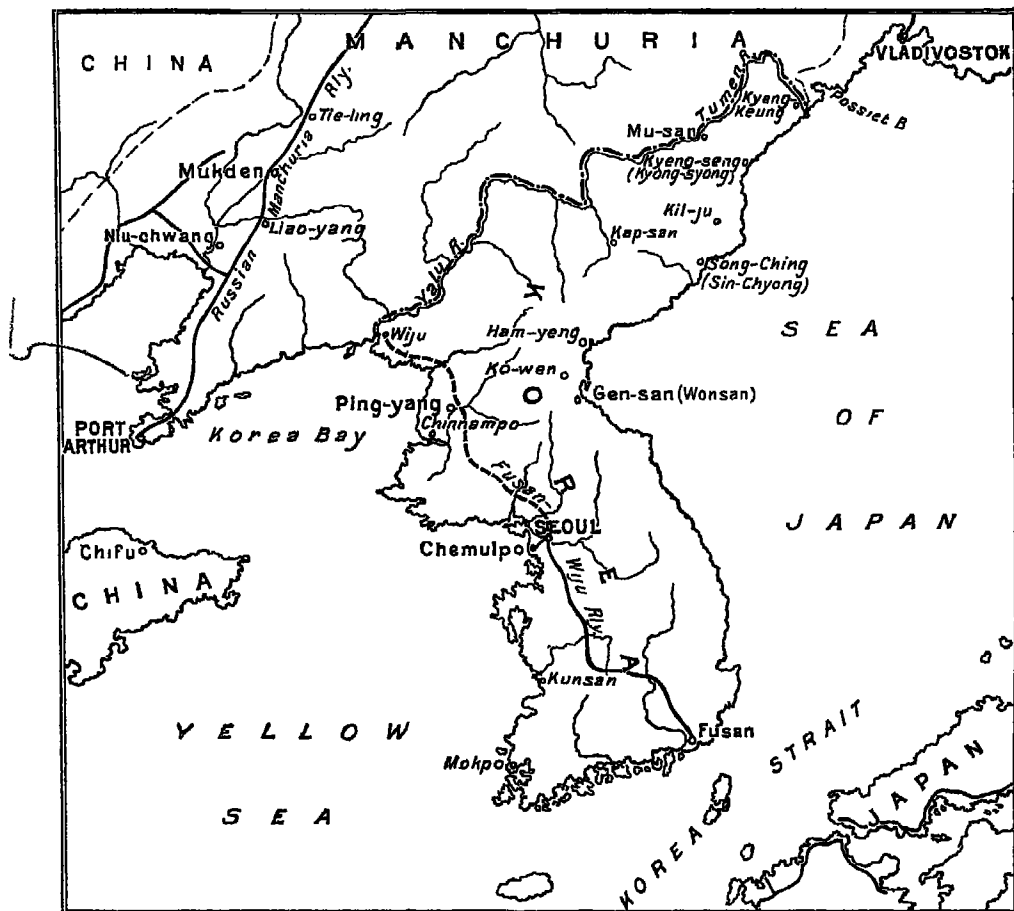 MANCHURIA
CHINA
VLADIVOSTOK
Possiet B
Tie-ling
Tumen
Kyeng
Keung
Mu-san
Kyeng-seng
(Kyong-syong)
Mukden
Russian Manchuria Rly.
Liao-yang
Niu-chwang
Kil-ju
Kap-san
Song-Ching
(Sin-Chyong)
Yalu R.
Wiju
Ham-yeng
Ko-wen
Gen-san (Wonsan)
SEA
OF
JAPAN
KOREA
Ping-yang
Chinnampo
PORT
ARTHUR
Korea Bay
Fusan-
Wiju Rly.
SEOUL
Chemulpo
Chifu
CHINA
Kunsan
Fusan
Mokpo
YELLOW
SEA
KOREA STRAIT
JAPAN